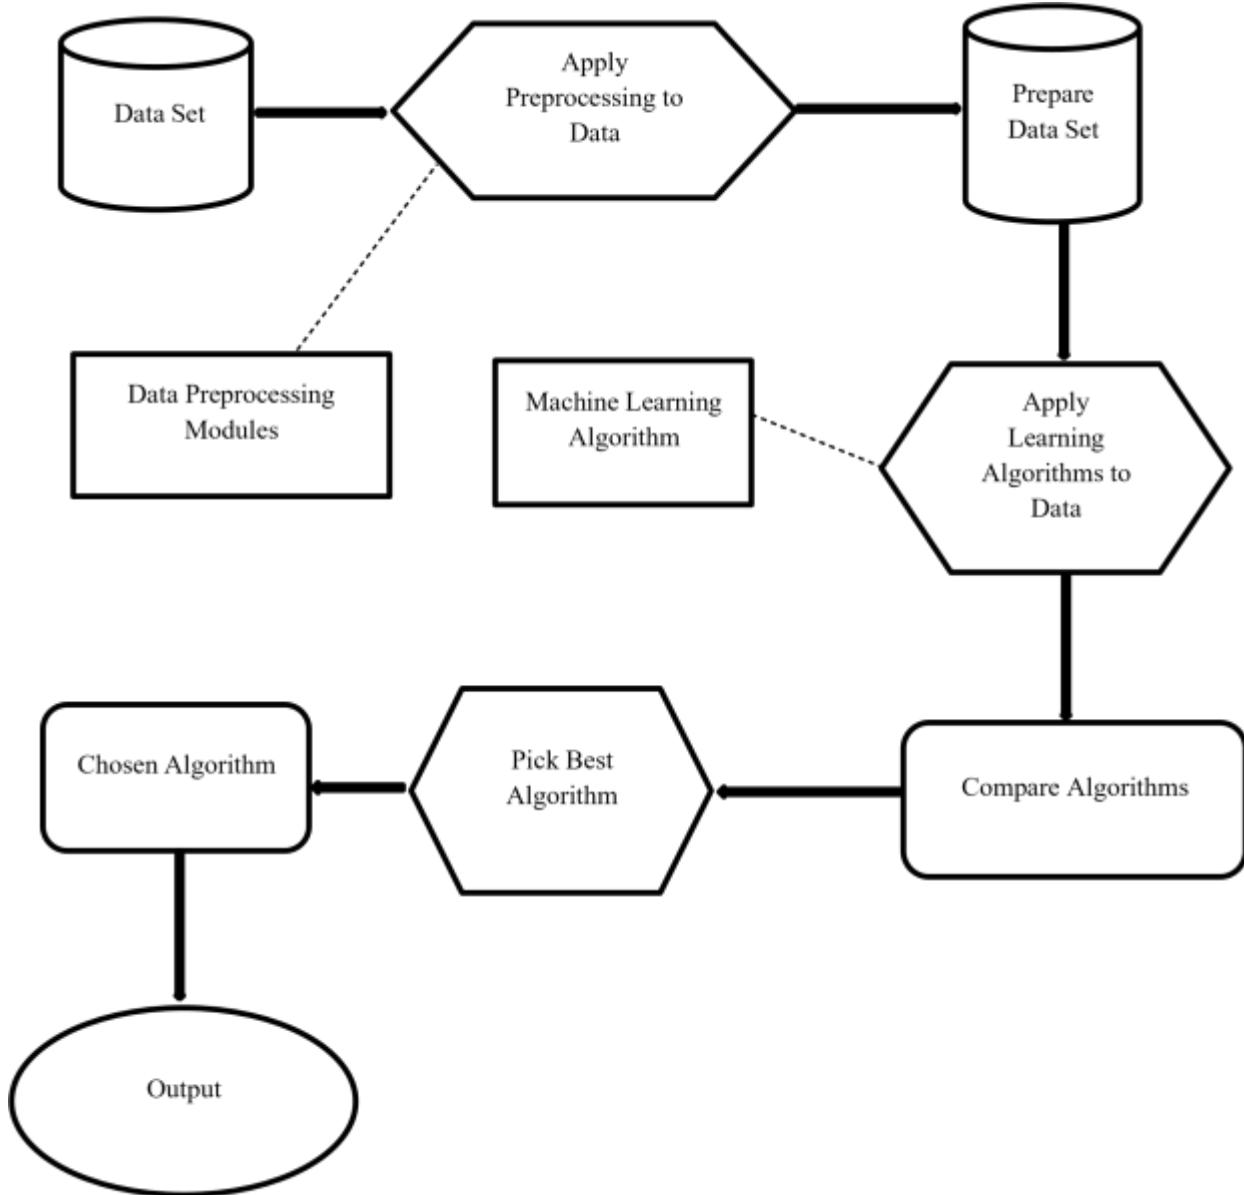 Data Set
Apply
Preprocessing to
Data
Prepare
Data Set
Data Preprocessing
Modules
Machine Learning
Algorithm
Apply
Learning
Algorithms to
Data
Chosen Algorithm
Pick Best
Algorithm
Compare Algorithms
Output